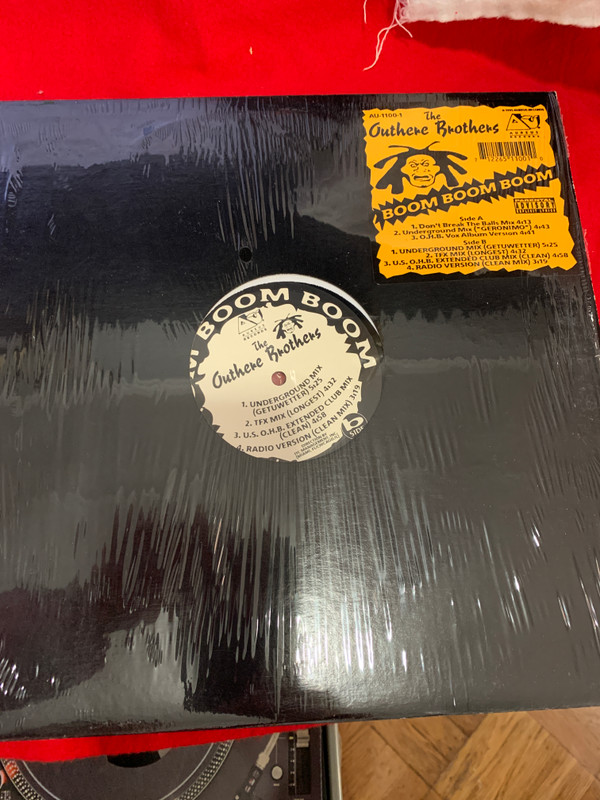 AU-1100-1
The
Outhere Brothers
AUREUS
RECORDS
BOOM BOOM BOOM
ADVISORY
EXPLICIT LYRICS
Side A
1. Don't Break The Balls Mix 4:13
2. Underground Mix ("GERONIMO") 4:43
3. O.H.B. Vox Album Version 4:41
Side B
1. UNDERGROUND MIX (GETUWETTER) 5:25
2. TFX MIX (LONGEST) 4:32
3. U.S. O.H.B. EXTENDED CLUB MIX (CLEAN) 4:58
4. RADIO VERSION (CLEAN MIX) 3:19
M BOOM BOOM
The
Outhere Brothers
1. UNDERGROUND MIX
(GETUWETTER) 5:25
2. TFX MIX (LONGEST) 4:32
3. U.S. O.H.B. EXTENDED CLUB MIX
(CLEAN) 4:58
4. RADIO VERSION (CLEAN MIX) 3:19
SIDE b